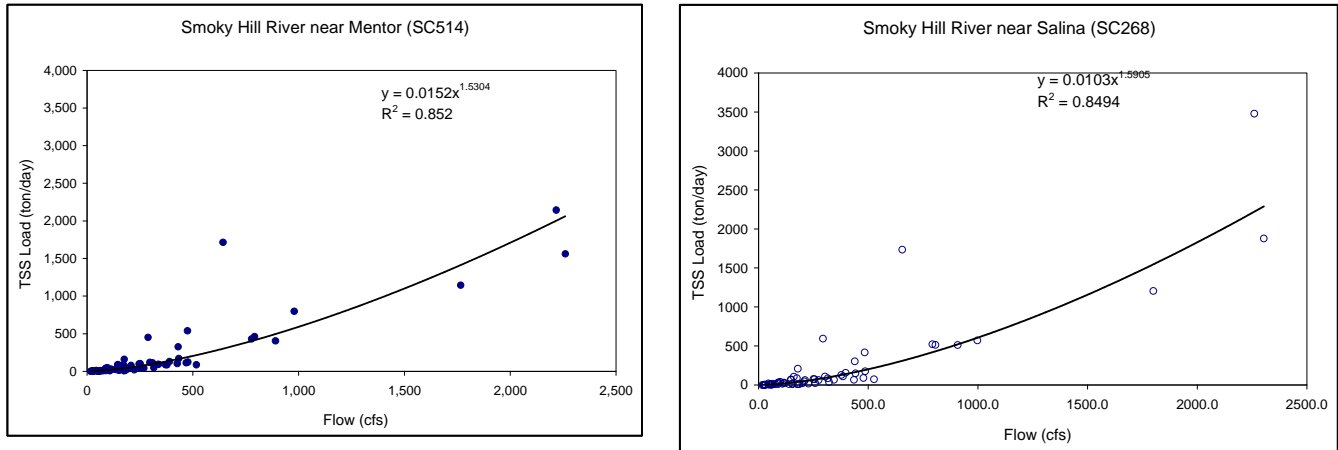 Smoky Hill River near Mentor (SC514)
y = 0.0152x^1.5304
R² = 0.852
4,000
3,500
3,000
2,500
2,000
1,500
1,000
500
0
TSS Load (ton/day)
0 500 1,000 1,500 2,000 2,500
Flow (cfs)
Smoky Hill River near Salina (SC268)
y = 0.0103x^1.5905
R² = 0.8494
4000
3500
3000
2500
2000
1500
1000
500
0
TSS Load (ton/day)
0.0 500.0 1000.0 1500.0 2000.0 2500.0
Flow (cfs)